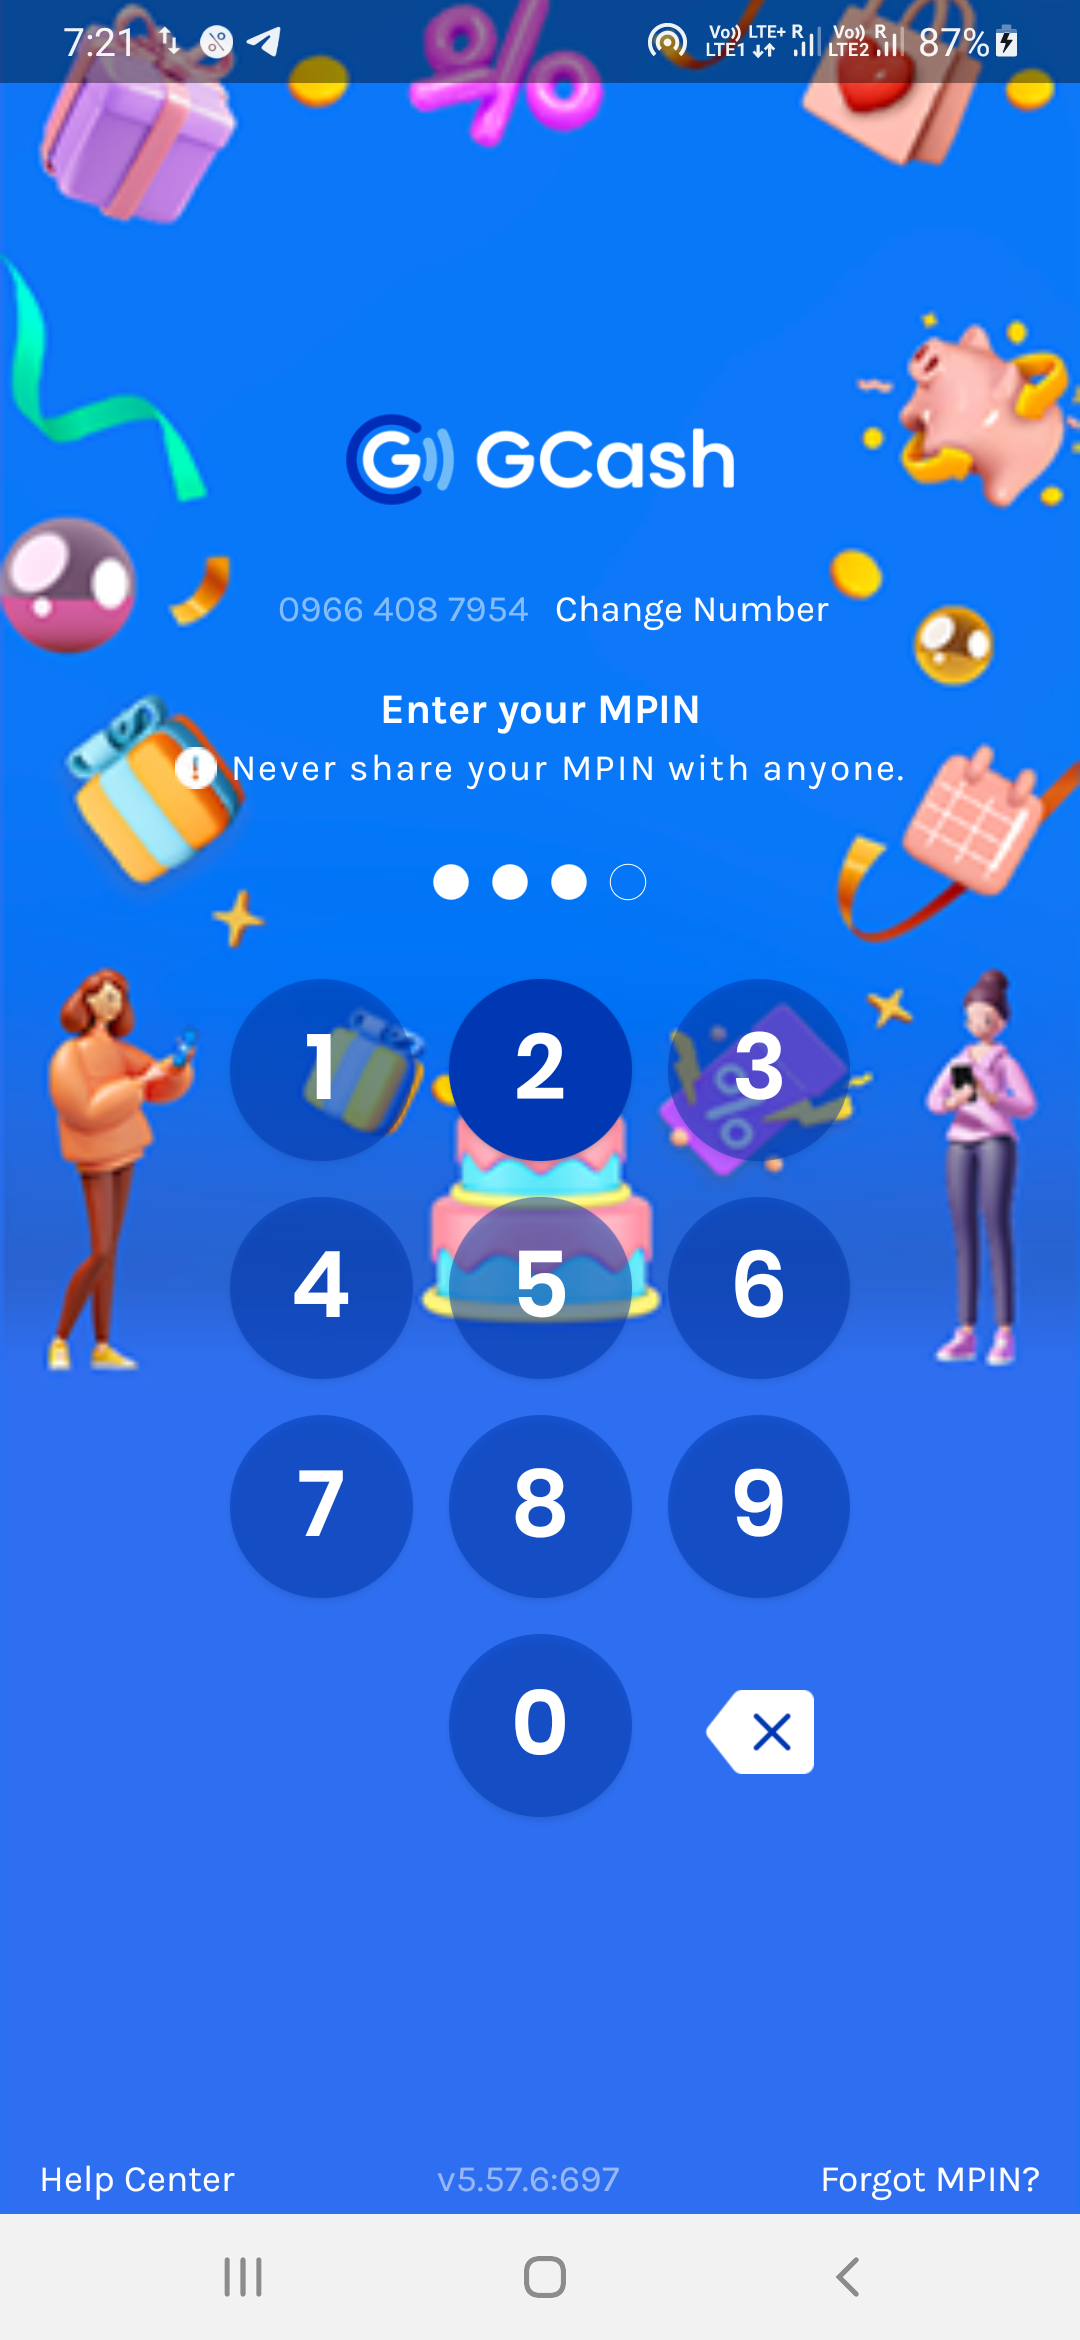 7:21 Vo)) LTE+ R Vo)) R 87%
LTE1 LTE2
GCash
0966 408 7954 Change Number
Enter your MPIN
! Never share your MPIN with anyone.
1 2 3
4 5 6
7 8 9
0
Help Center v5.57.6:697 Forgot MPIN?